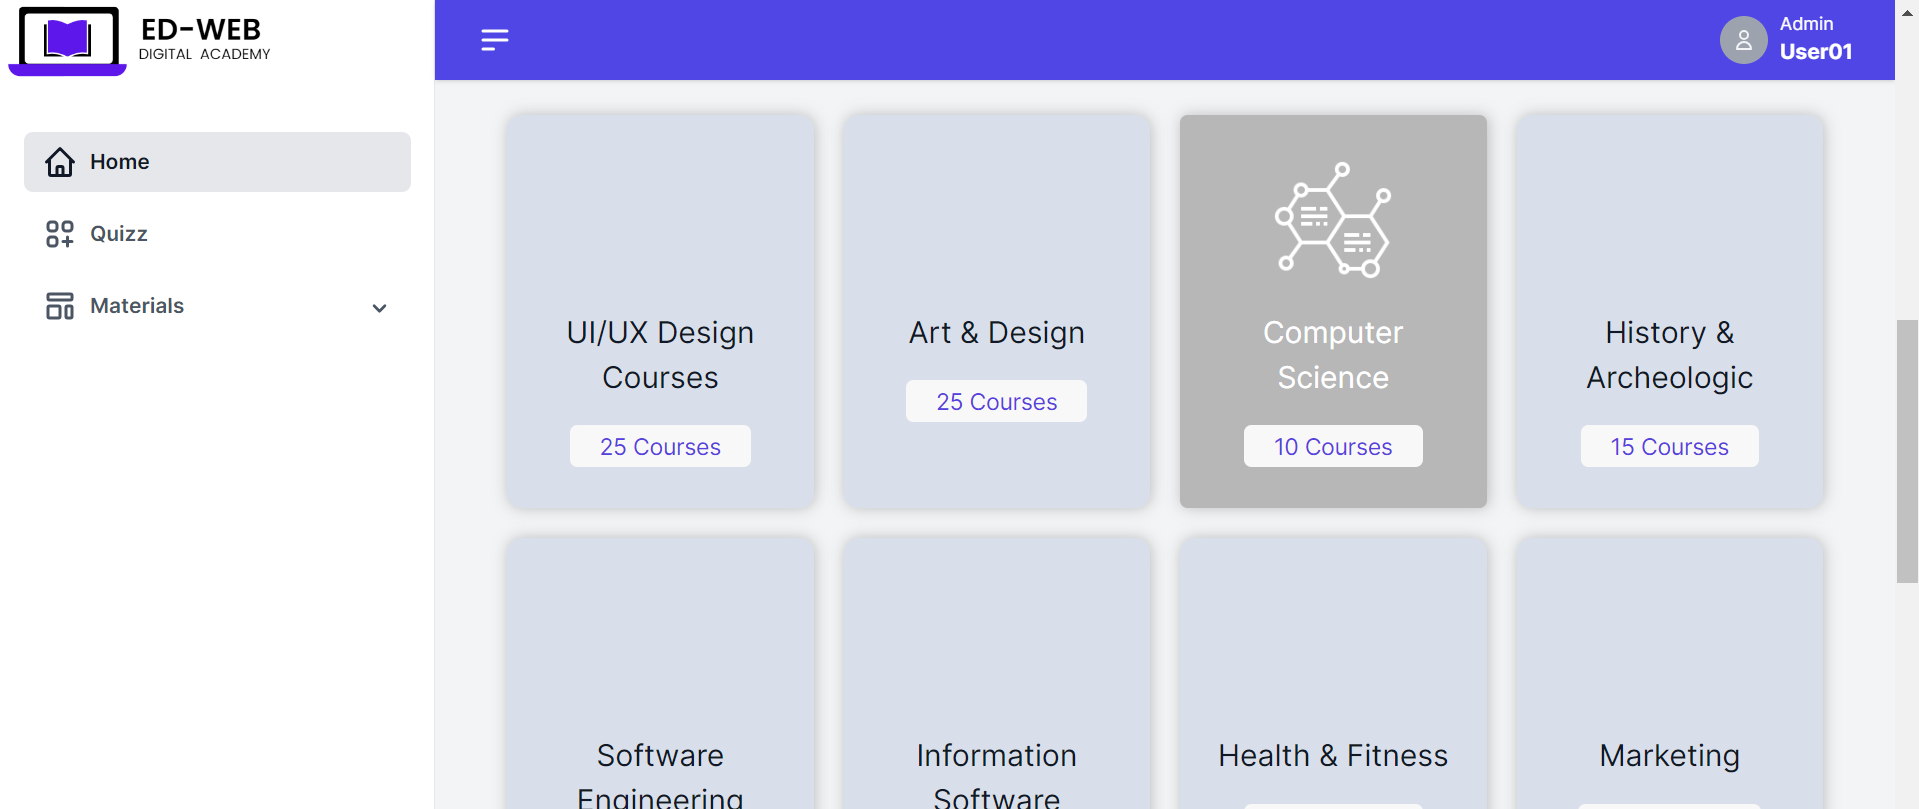 ED-WEB
DIGITAL ACADEMY
Admin
User01
Home
Quizz
Materials
UI/UX Design
Courses
25 Courses
Art & Design
25 Courses
Computer
Science
10 Courses
History &
Archeologic
15 Courses
Software
Engineering
Information
Software
Health & Fitness
Marketing